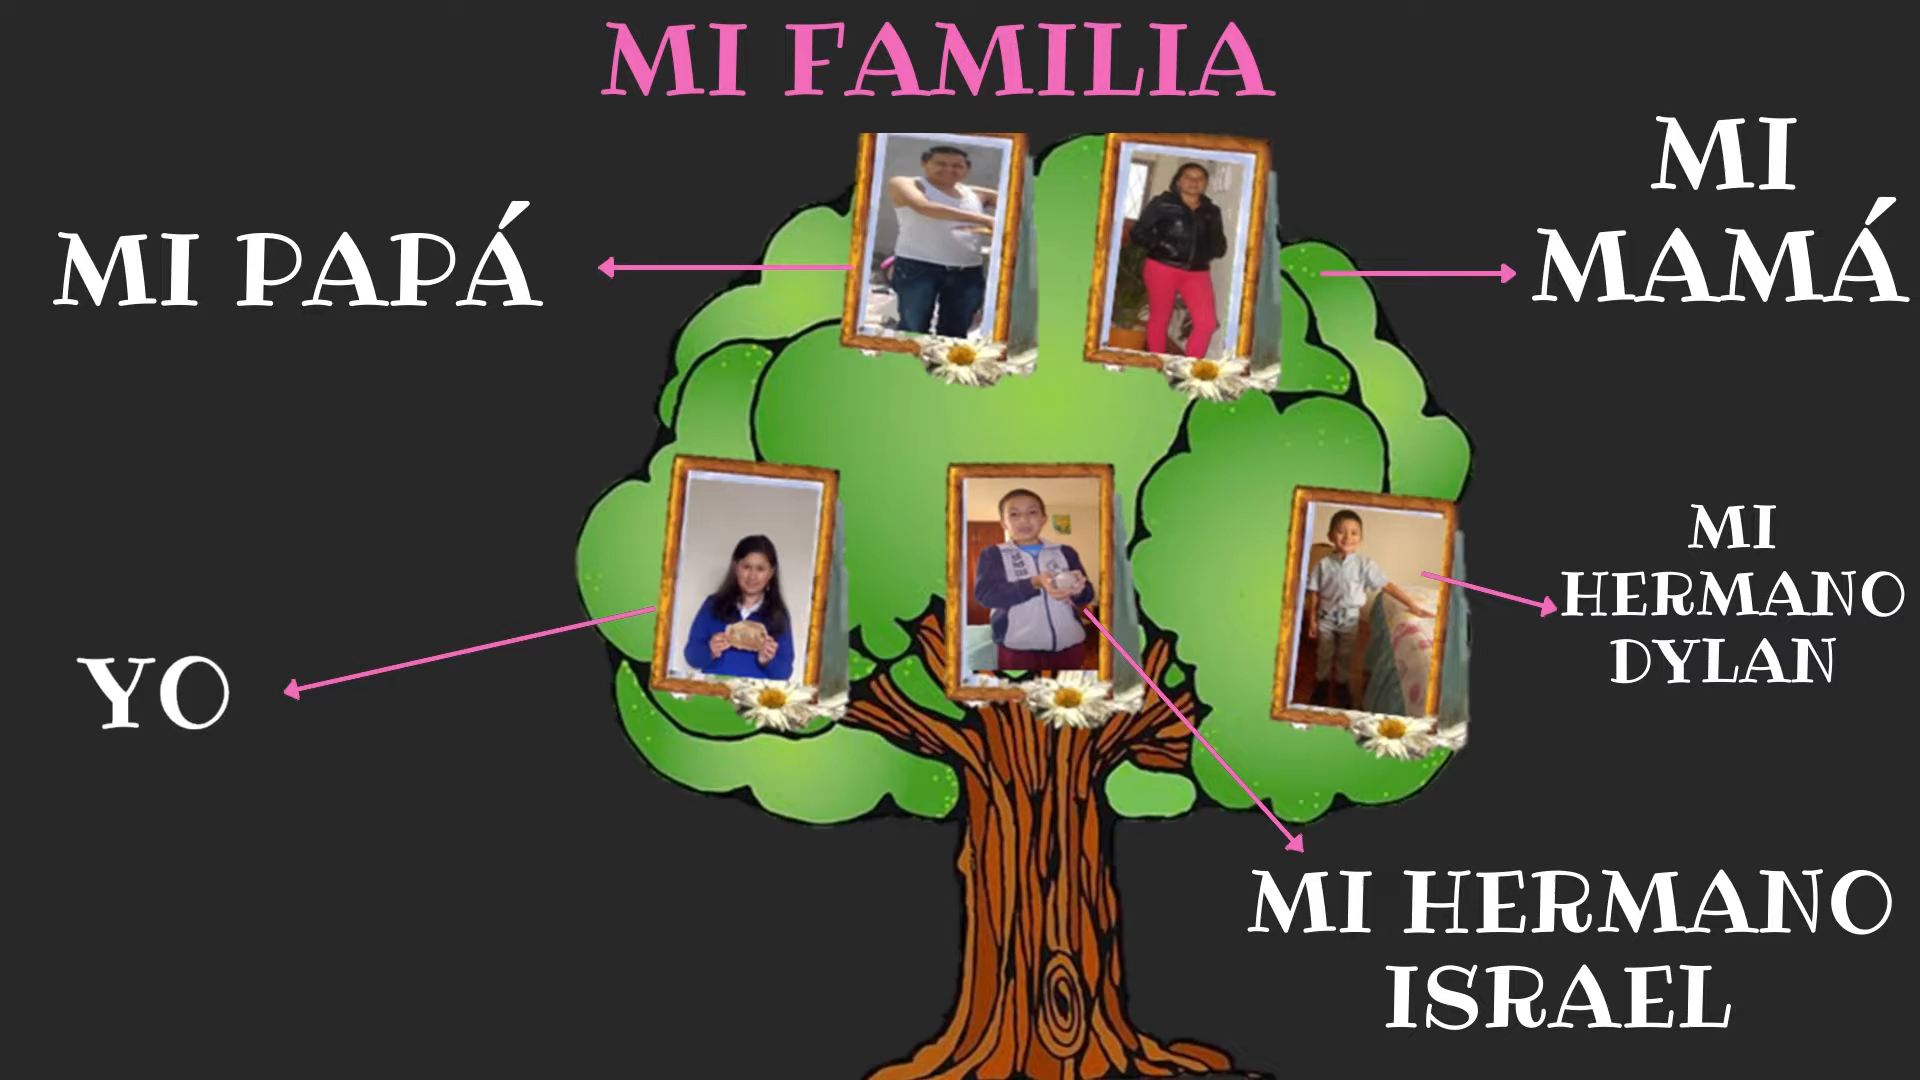 MI FAMILIA
MI PAPÁ
MI
MAMÁ
YO
MI
HERMANO
DYLAN
MI HERMANO
ISRAEL